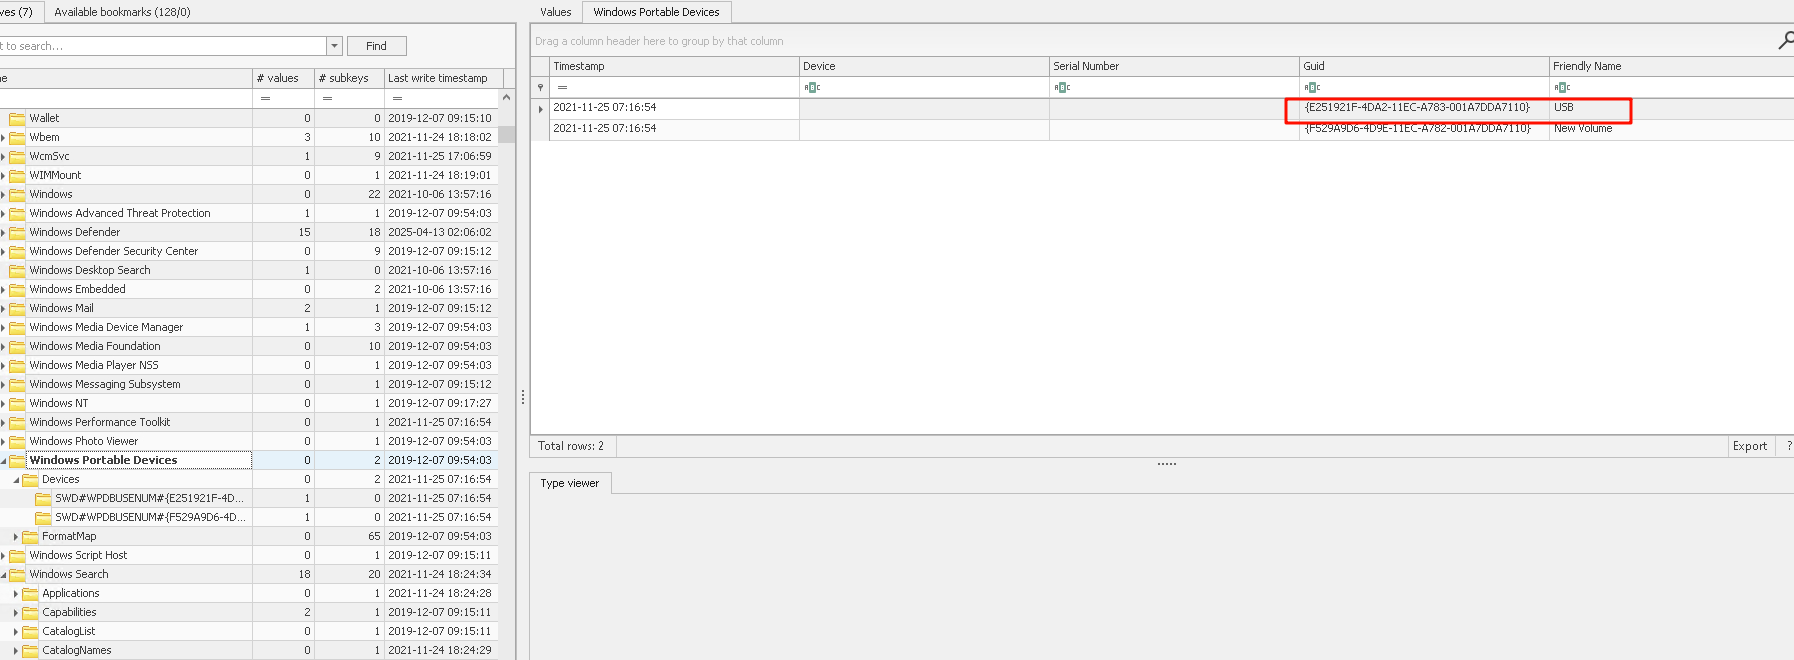 ves (7) Available bookmarks (128/0)
t to search... Find
e # values # subkeys Last write timestamp
= = =
Wallet 0 0 2019-12-07 09:15:10
Wbem 3 10 2021-11-24 18:18:02
WcmSvc 1 9 2021-11-25 17:06:59
WIMMount 0 1 2021-11-24 18:19:01
Windows 0 22 2021-10-06 13:57:16
Windows Advanced Threat Protection 1 1 2019-12-07 09:54:03
Windows Defender 15 18 2025-04-13 02:06:02
Windows Defender Security Center 0 9 2019-12-07 09:15:12
Windows Desktop Search 1 0 2021-10-06 13:57:16
Windows Embedded 0 2 2021-10-06 13:57:16
Windows Mail 2 1 2019-12-07 09:15:12
Windows Media Device Manager 1 3 2019-12-07 09:54:03
Windows Media Foundation 0 10 2019-12-07 09:54:03
Windows Media Player NSS 0 1 2019-12-07 09:54:03
Windows Messaging Subsystem 0 1 2019-12-07 09:15:12
Windows NT 0 1 2019-12-07 09:17:27
Windows Performance Toolkit 0 1 2021-11-25 07:16:54
Windows Photo Viewer 0 1 2019-12-07 09:54:03
Windows Portable Devices 0 2 2019-12-07 09:54:03
Devices 0 2 2021-11-25 07:16:54
SWD#WPDBUSENUM#{E251921F-4D... 1 0 2021-11-25 07:16:54
SWD#WPDBUSENUM#{F529A9D6-4D... 1 0 2021-11-25 07:16:54
FormatMap 0 65 2019-12-07 09:54:03
Windows Script Host 0 1 2019-12-07 09:15:11
Windows Search 18 20 2021-11-24 18:24:34
Applications 0 1 2021-11-24 18:24:28
Capabilities 2 1 2019-12-07 09:15:11
CatalogList 0 1 2019-12-07 09:15:11
CatalogNames 0 1 2021-11-24 18:24:29
Values Windows Portable Devices
Drag a column header here to group by that column
Timestamp Device Serial Number Guid Friendly Name
= ABC ABC ABC ABC
2021-11-25 07:16:54 {E251921F-4DA2-11EC-A783-001A7DDA7110} USB
2021-11-25 07:16:54 {F529A9D6-4D9E-11EC-A782-001A7DDA7110} New Volume
Total rows: 2 Export ?
Type viewer